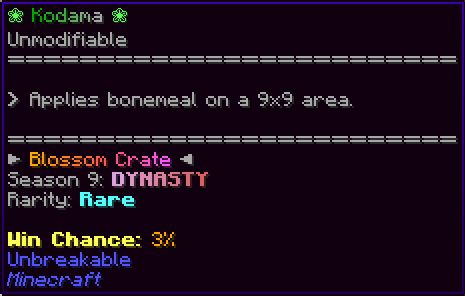 ❀ Kodama ❀
Unmodifiable
==============================
> Applies bonemeal on a 9x9 area.
==============================
► Blossom Crate ◄
Season 9: DYNASTY
Rarity: Rare
Win Chance: 3%
Unbreakable
Minecraft